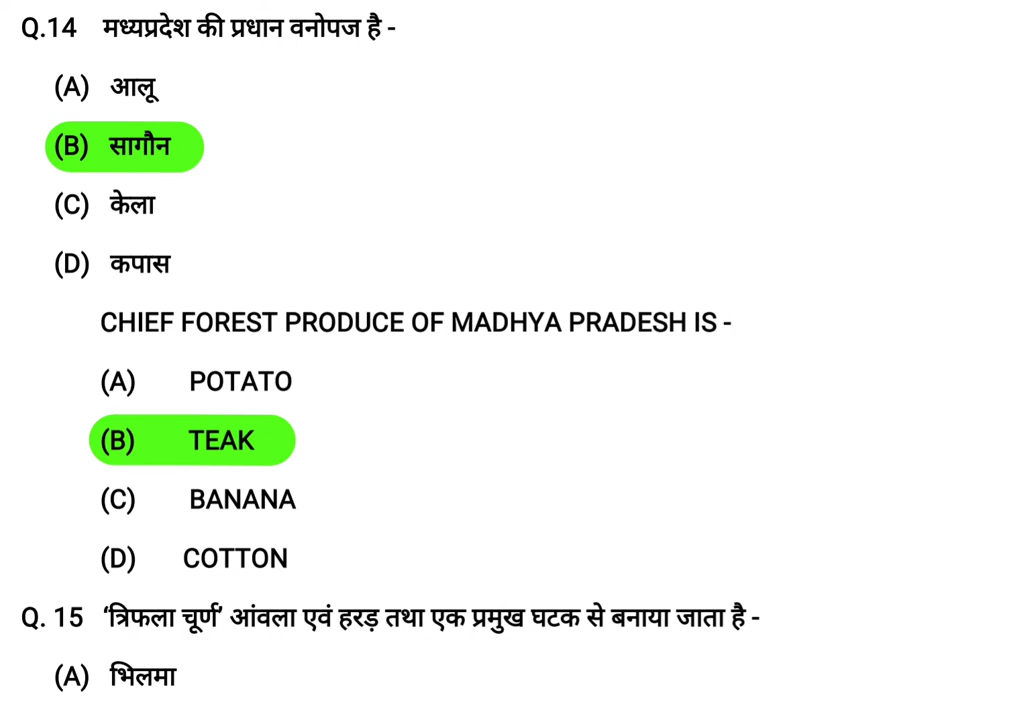 Q.14 मध्यप्रदेश की प्रधान वनोपज है -
(A) आलू
(B) सागौन
(C) केला
(D) कपास
CHIEF FOREST PRODUCE OF MADHYA PRADESH IS -
(A) POTATO
(B) TEAK
(C) BANANA
(D) COTTON
Q. 15 ‘त्रिफला चूर्ण’ आंवला एवं हरड़ तथा एक प्रमुख घटक से बनाया जाता है -
(A) भिलमा